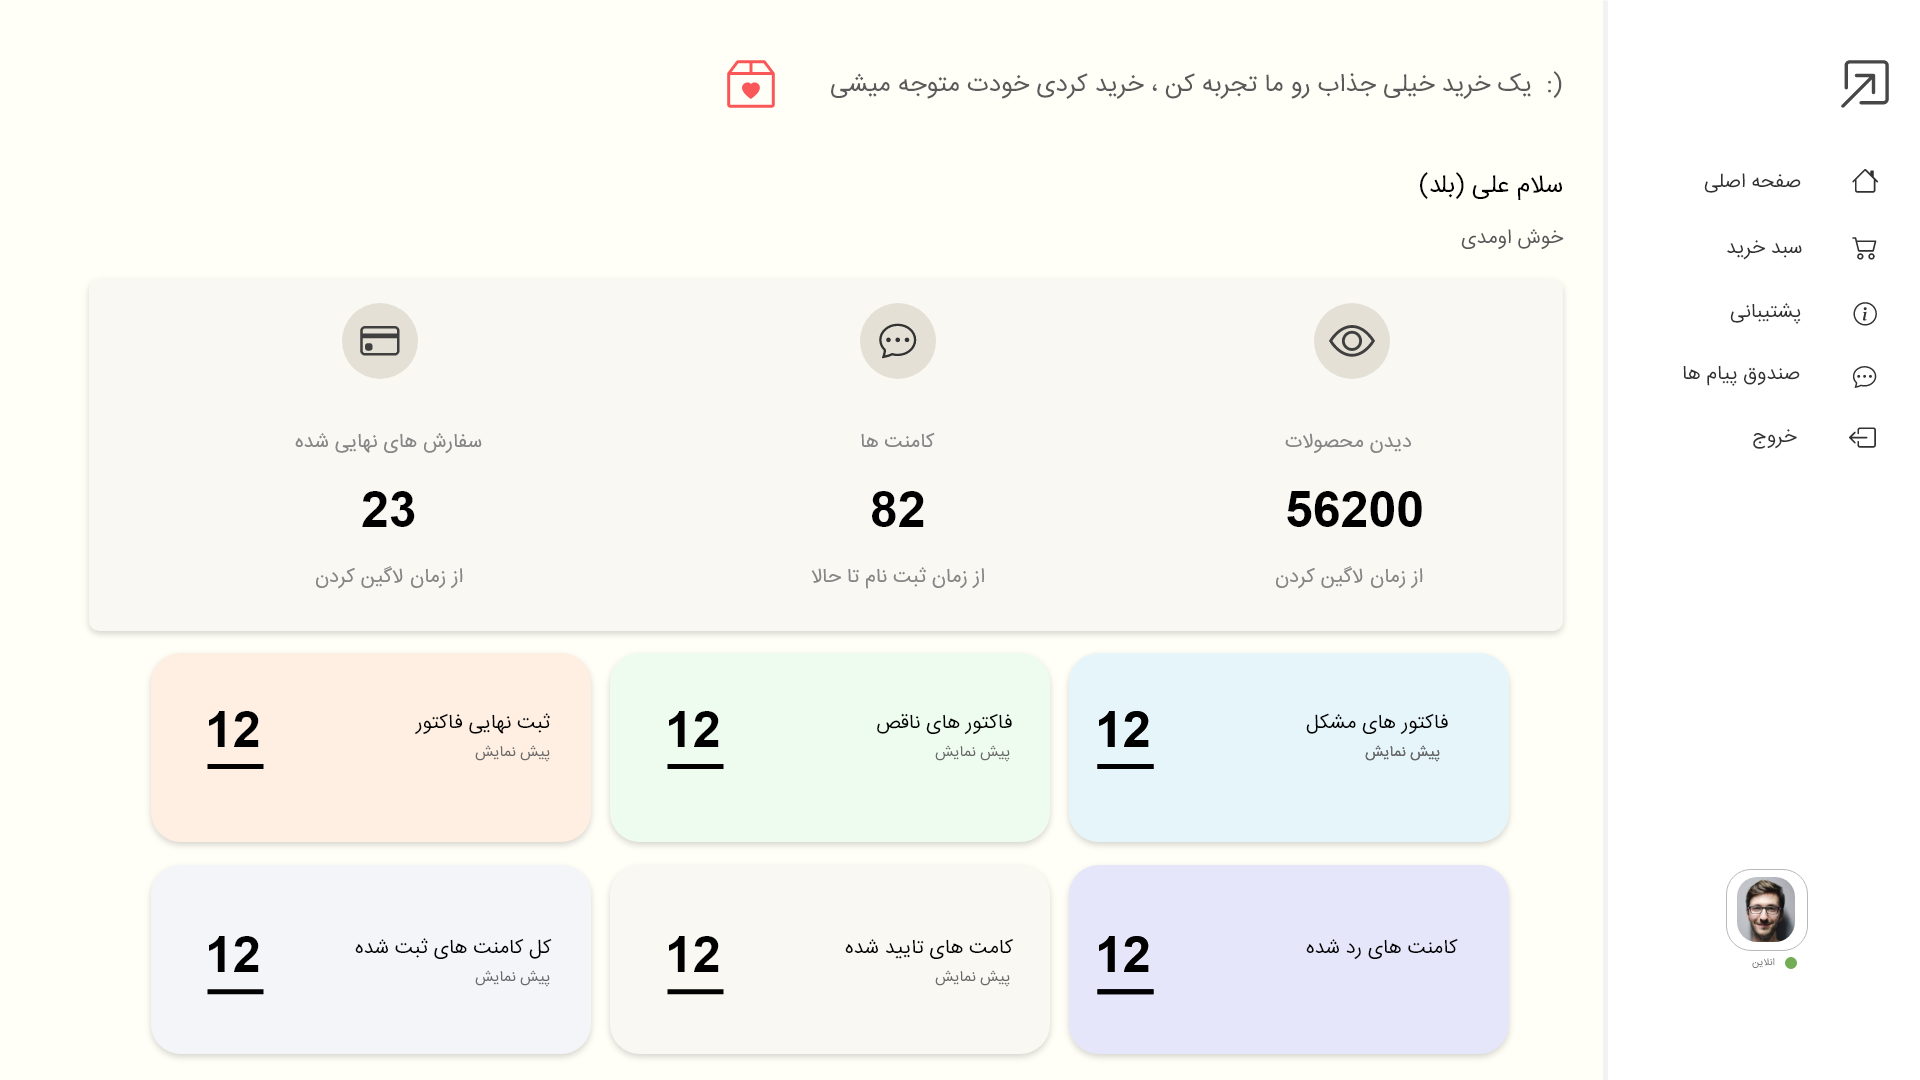 یک خرید خیلی جذاب رو ما تجربه کن ، خرید کردی خودت متوجه میشی :)
سلام علی (بلد)
خوش اومدی
صفحه اصلی
سبد خرید
پشتیبانی
صندوق پیام ها
خروج
انلاین
دیدن محصولات
56200
از زمان لاگین کردن
کامنت ها
82
از زمان ثبت نام تا حالا
سفارش های نهایی شده
23
از زمان لاگین کردن
فاکتور های مشکل
پیش نمایش
12
فاکتور های ناقص
پیش نمایش
12
ثبت نهایی فاکتور
پیش نمایش
12
کامنت های رد شده
12
کامت های تایید شده
پیش نمایش
12
کل کامنت های ثبت شده
پیش نمایش
12